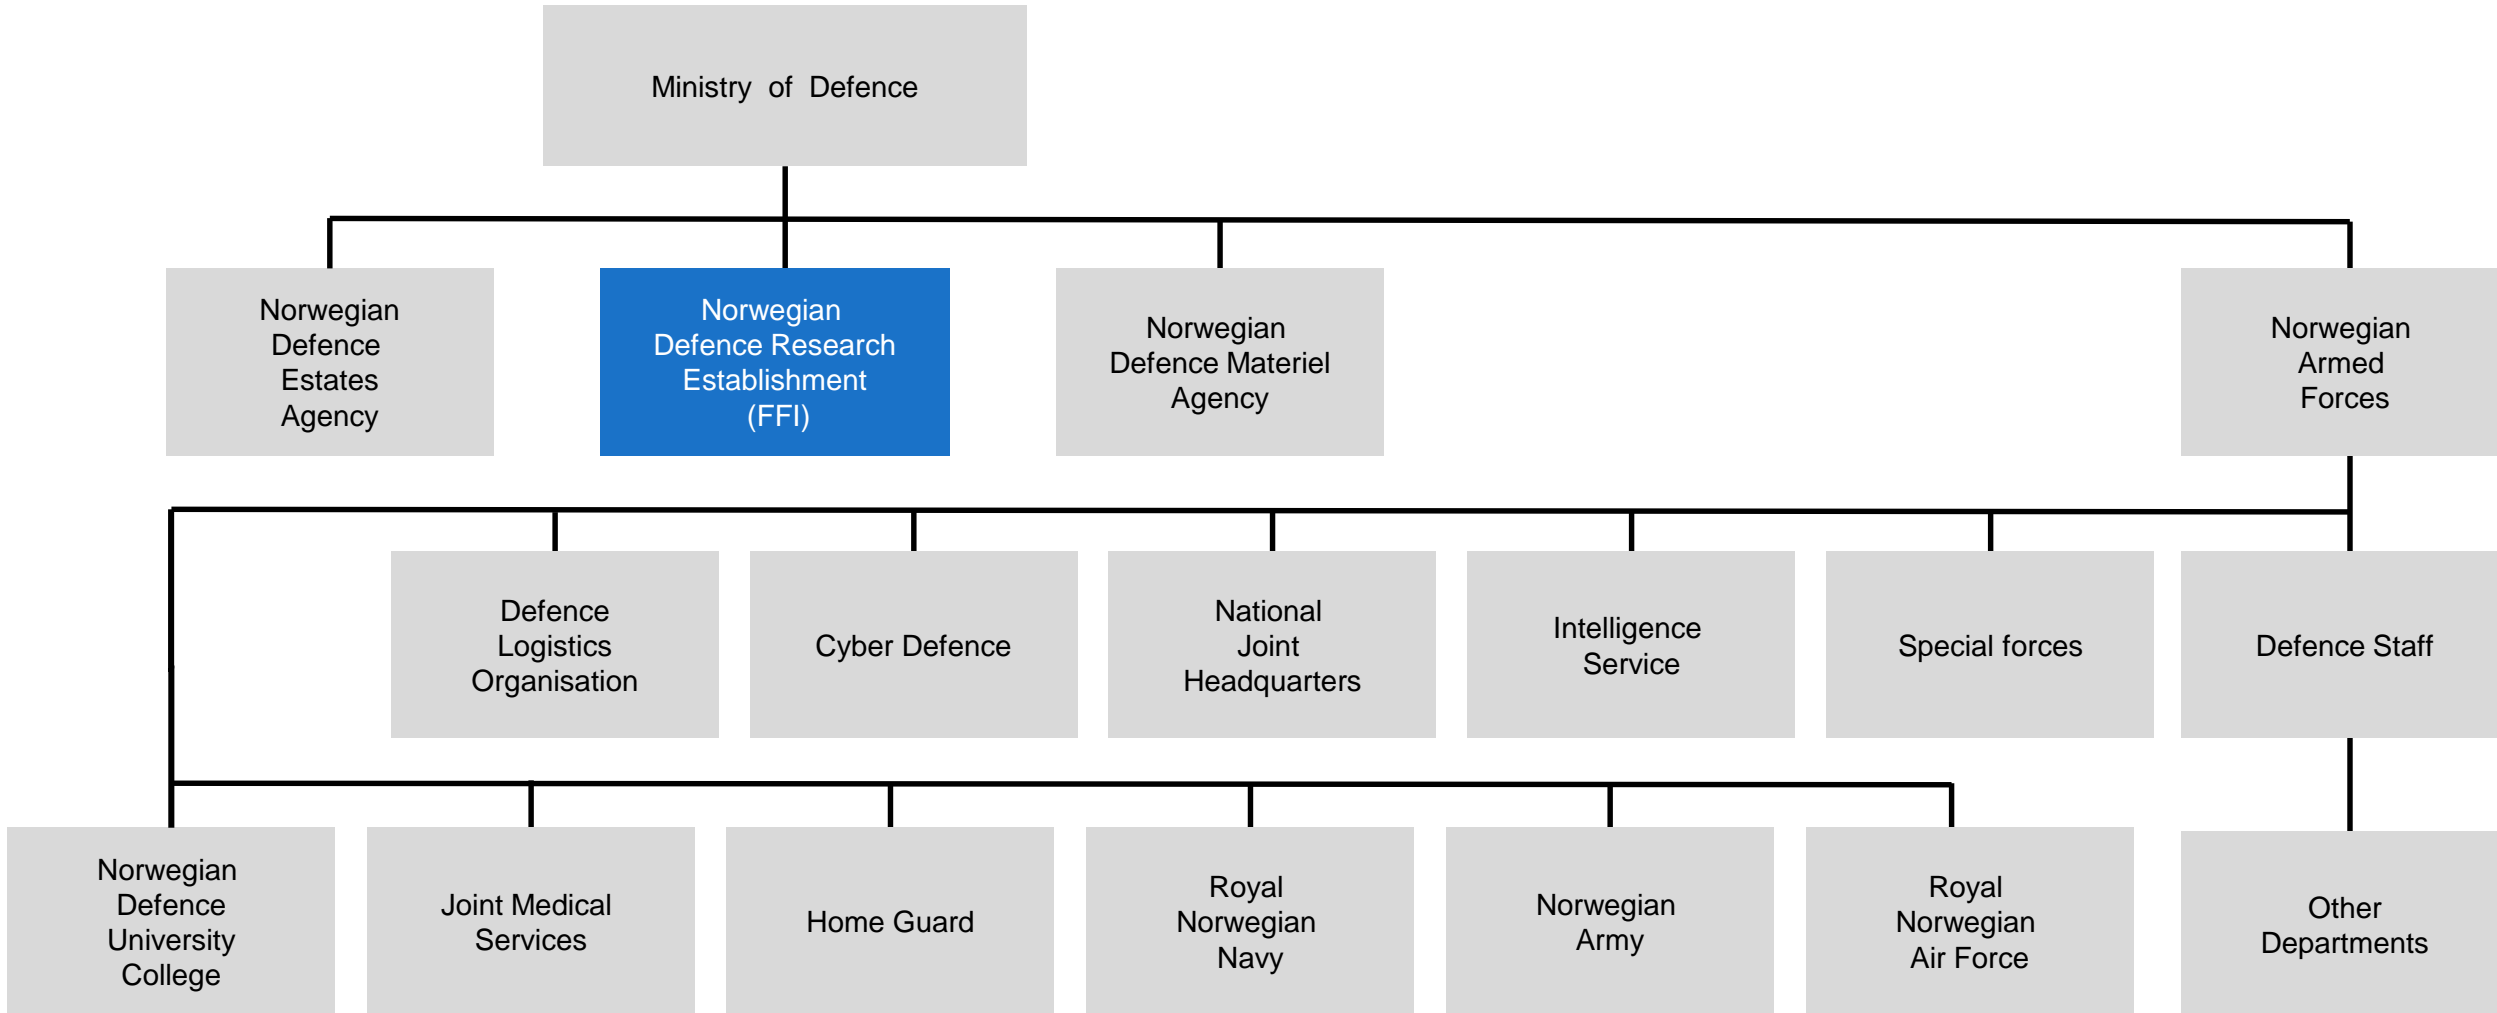 Ministry of Defence
Norwegian
Defence
Estates
Agency
Norwegian
Defence Research
Establishment
(FFI)
Norwegian
Defence Materiel
Agency
Norwegian
Armed
Forces
Defence
Logistics
Organisation
Cyber Defence
National
Joint
Headquarters
Intelligence
Service
Special forces
Defence Staff
Norwegian
Defence
University
College
Joint Medical
Services
Home Guard
Royal
Norwegian
Navy
Norwegian
Army
Royal
Norwegian
Air Force
Other
Departments